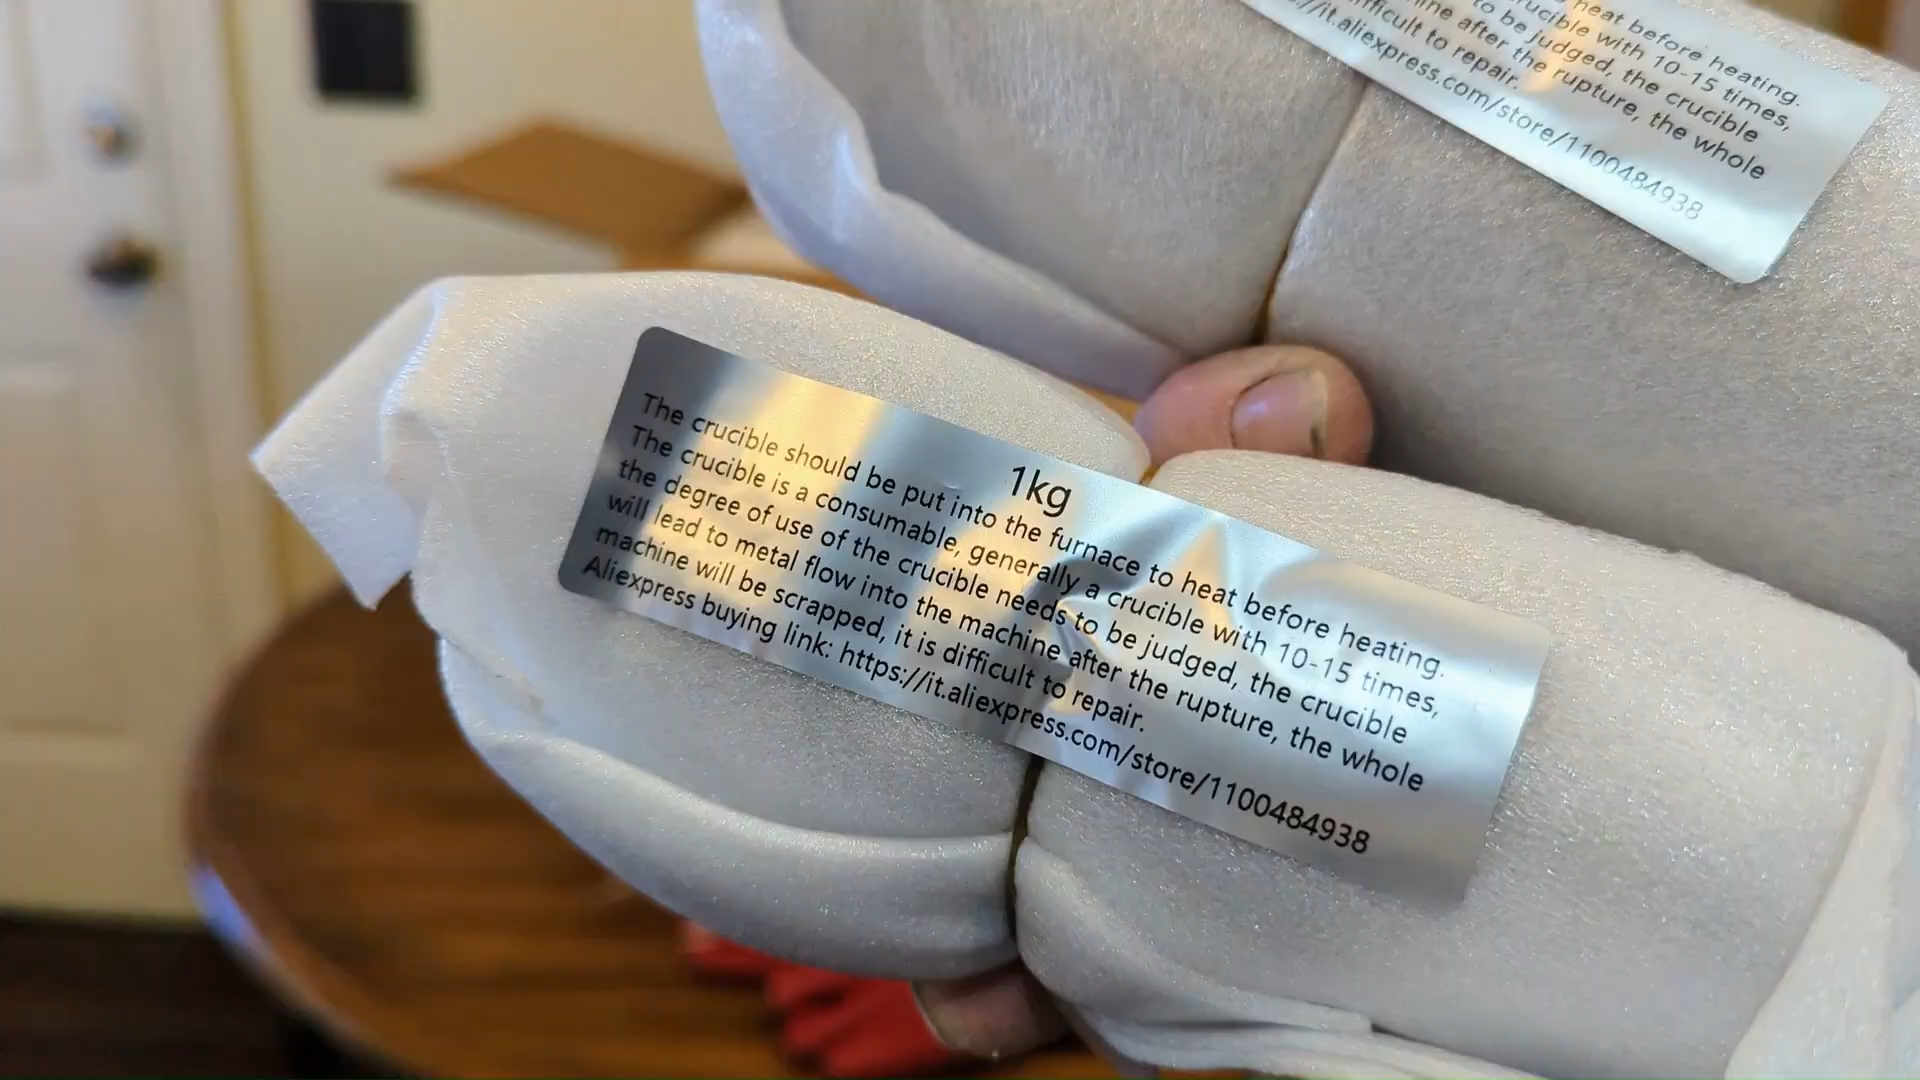 heat before heating.
crucible with 10-15 times,
to be judged, the crucible
ine after the rupture, the whole
ifficult to repair.
://it.aliexpress.com/store/1100484938
1kg
The crucible should be put into the furnace to heat before heating.
The crucible is a consumable, generally a crucible with 10-15 times,
the degree of use of the crucible needs to be judged, the crucible
will lead to metal flow into the machine after the rupture, the whole
machine will be scrapped, it is difficult to repair.
Aliexpress buying link: https://it.aliexpress.com/store/1100484938